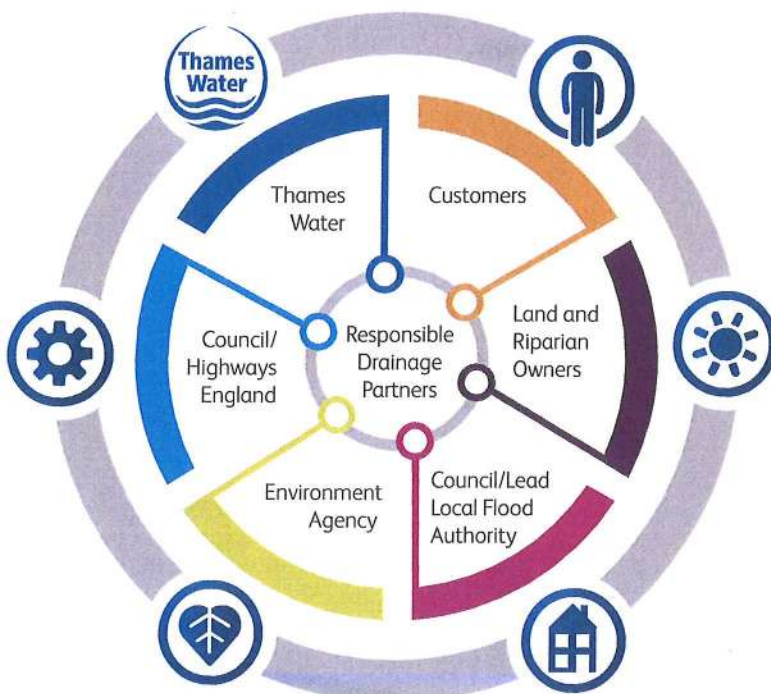 Thames
Water
Thames
Water
Customers
Land and
Riparian
Owners
Council/Lead
Local Flood
Authority
Environment
Agency
Council/
Highways
England
Responsible
Drainage
Partners